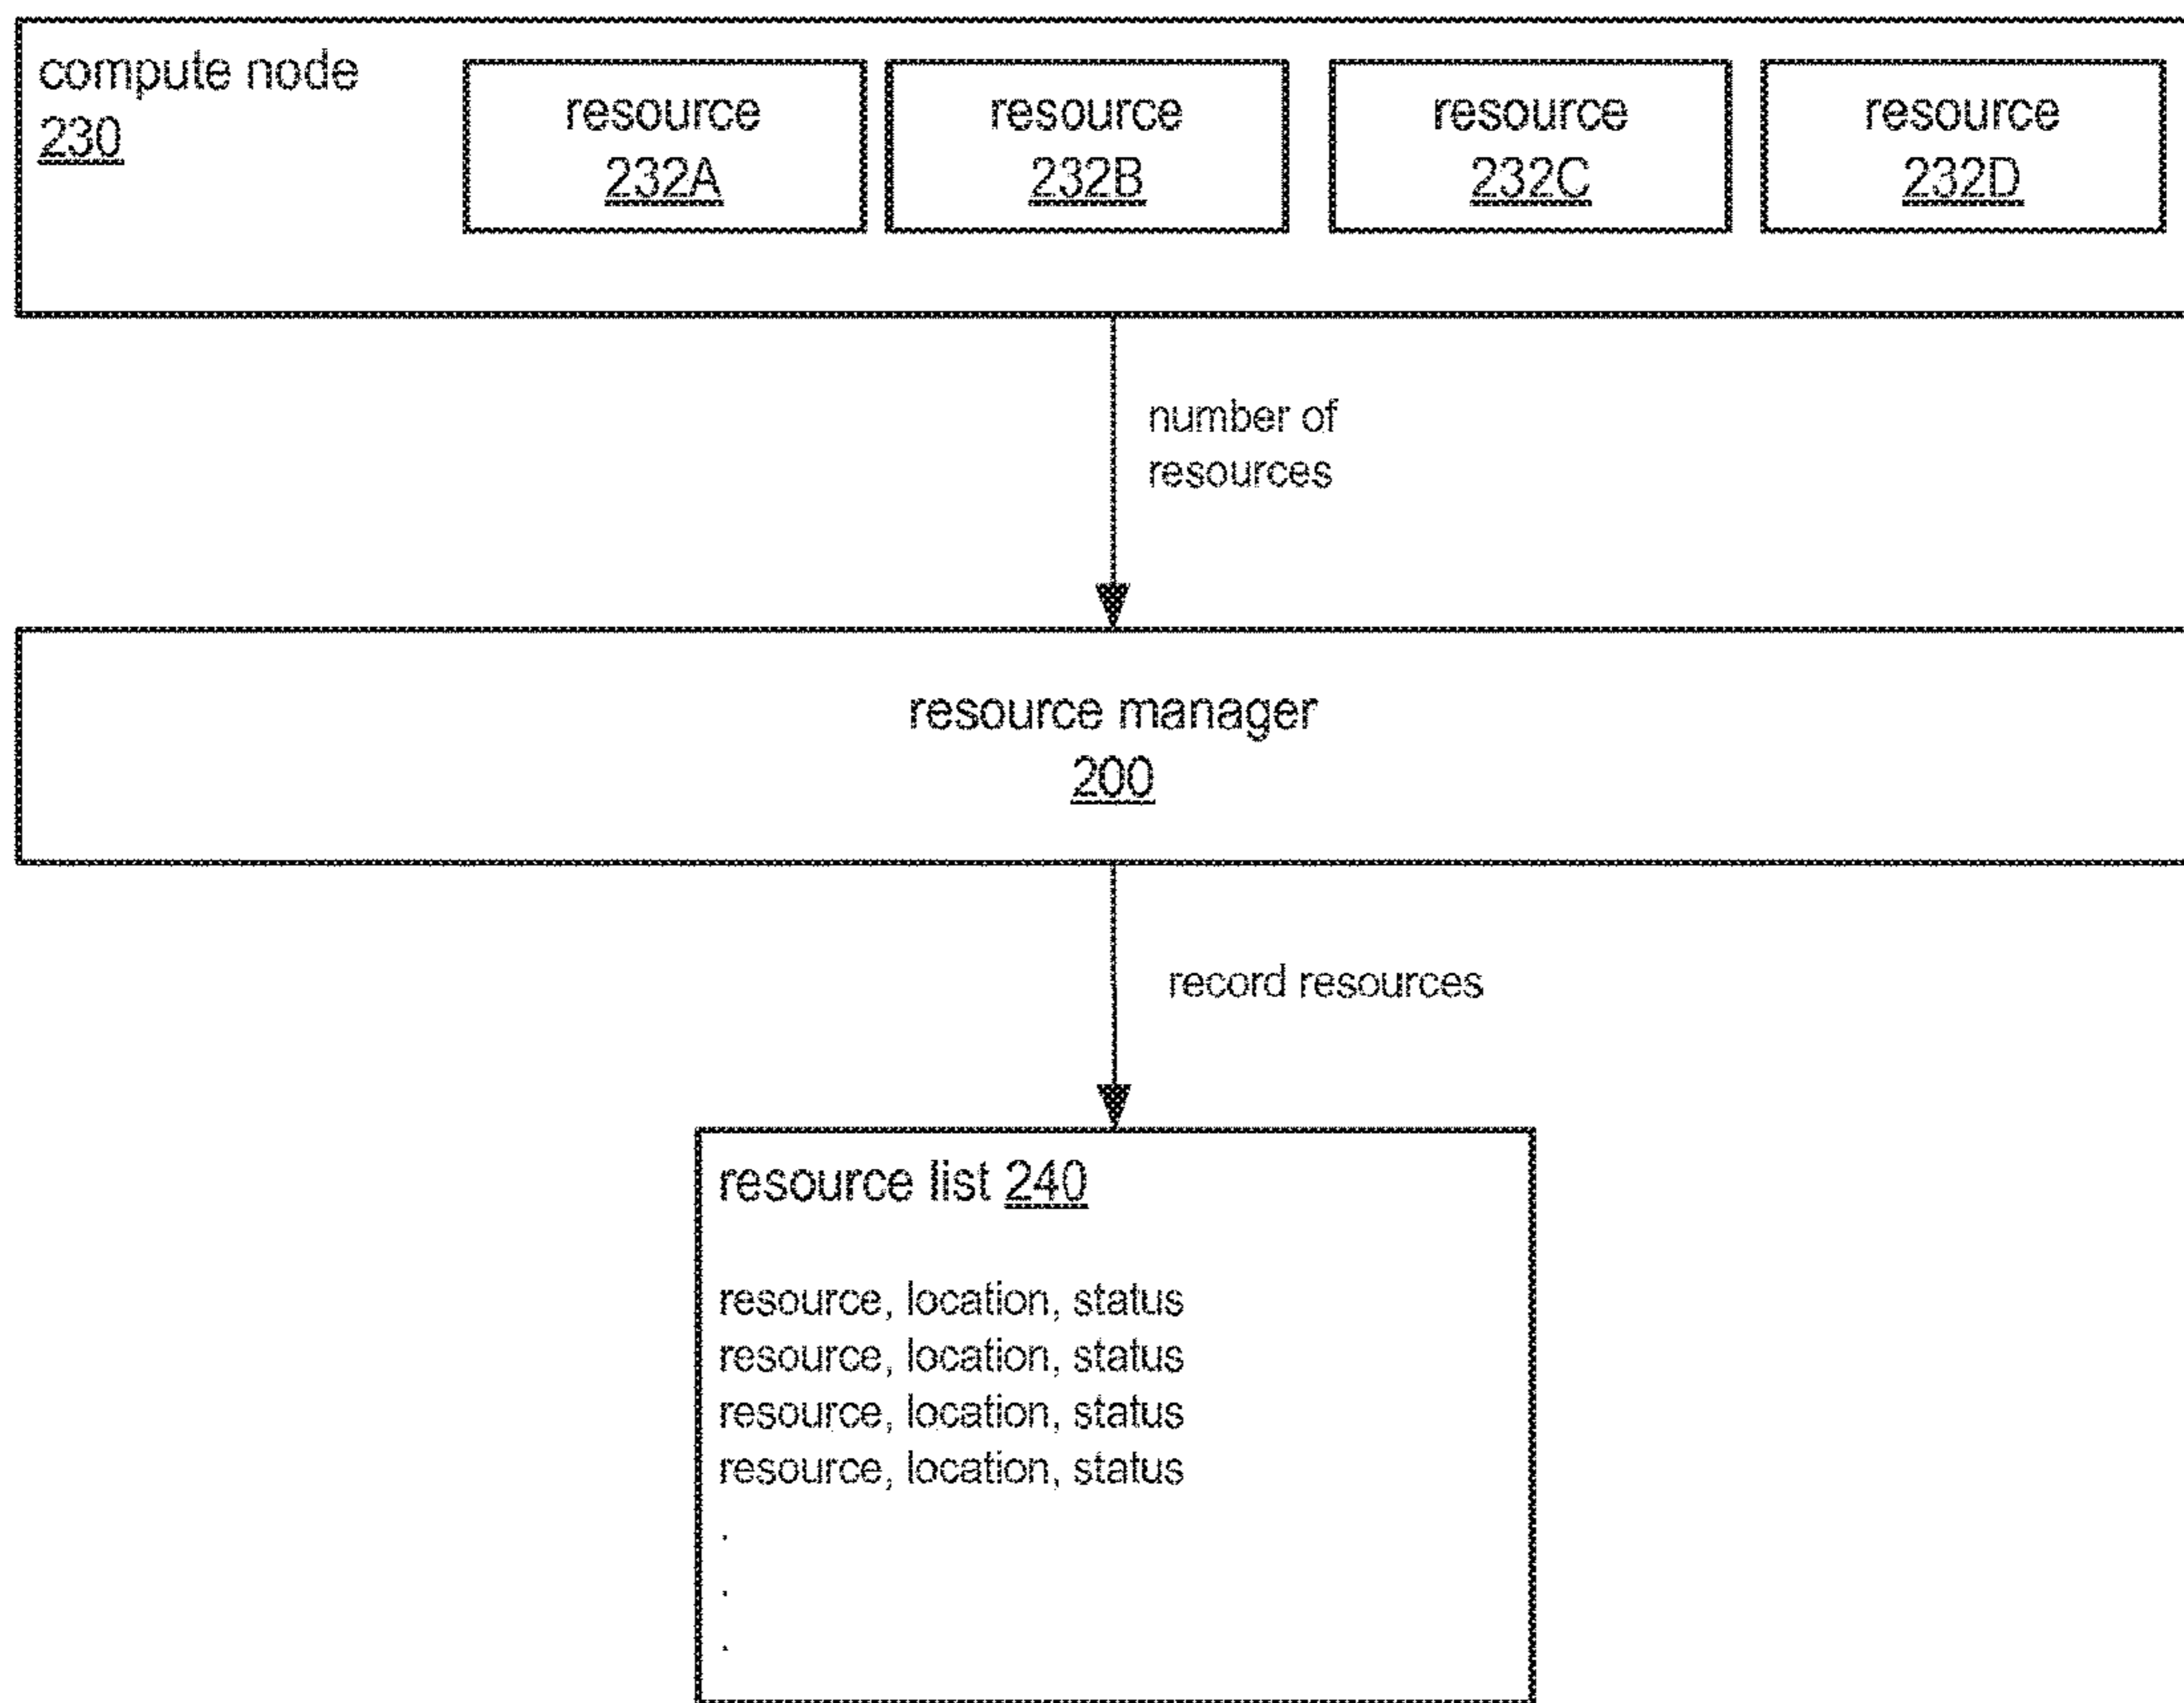 compute node
230
resource
232A
resource
232B
resource
232C
resource
232D
number of
resources
resource manager
200
record resources
resource list 240
resource, location, status
resource, location, status
resource, location, status
resource, location, status
.
.
.